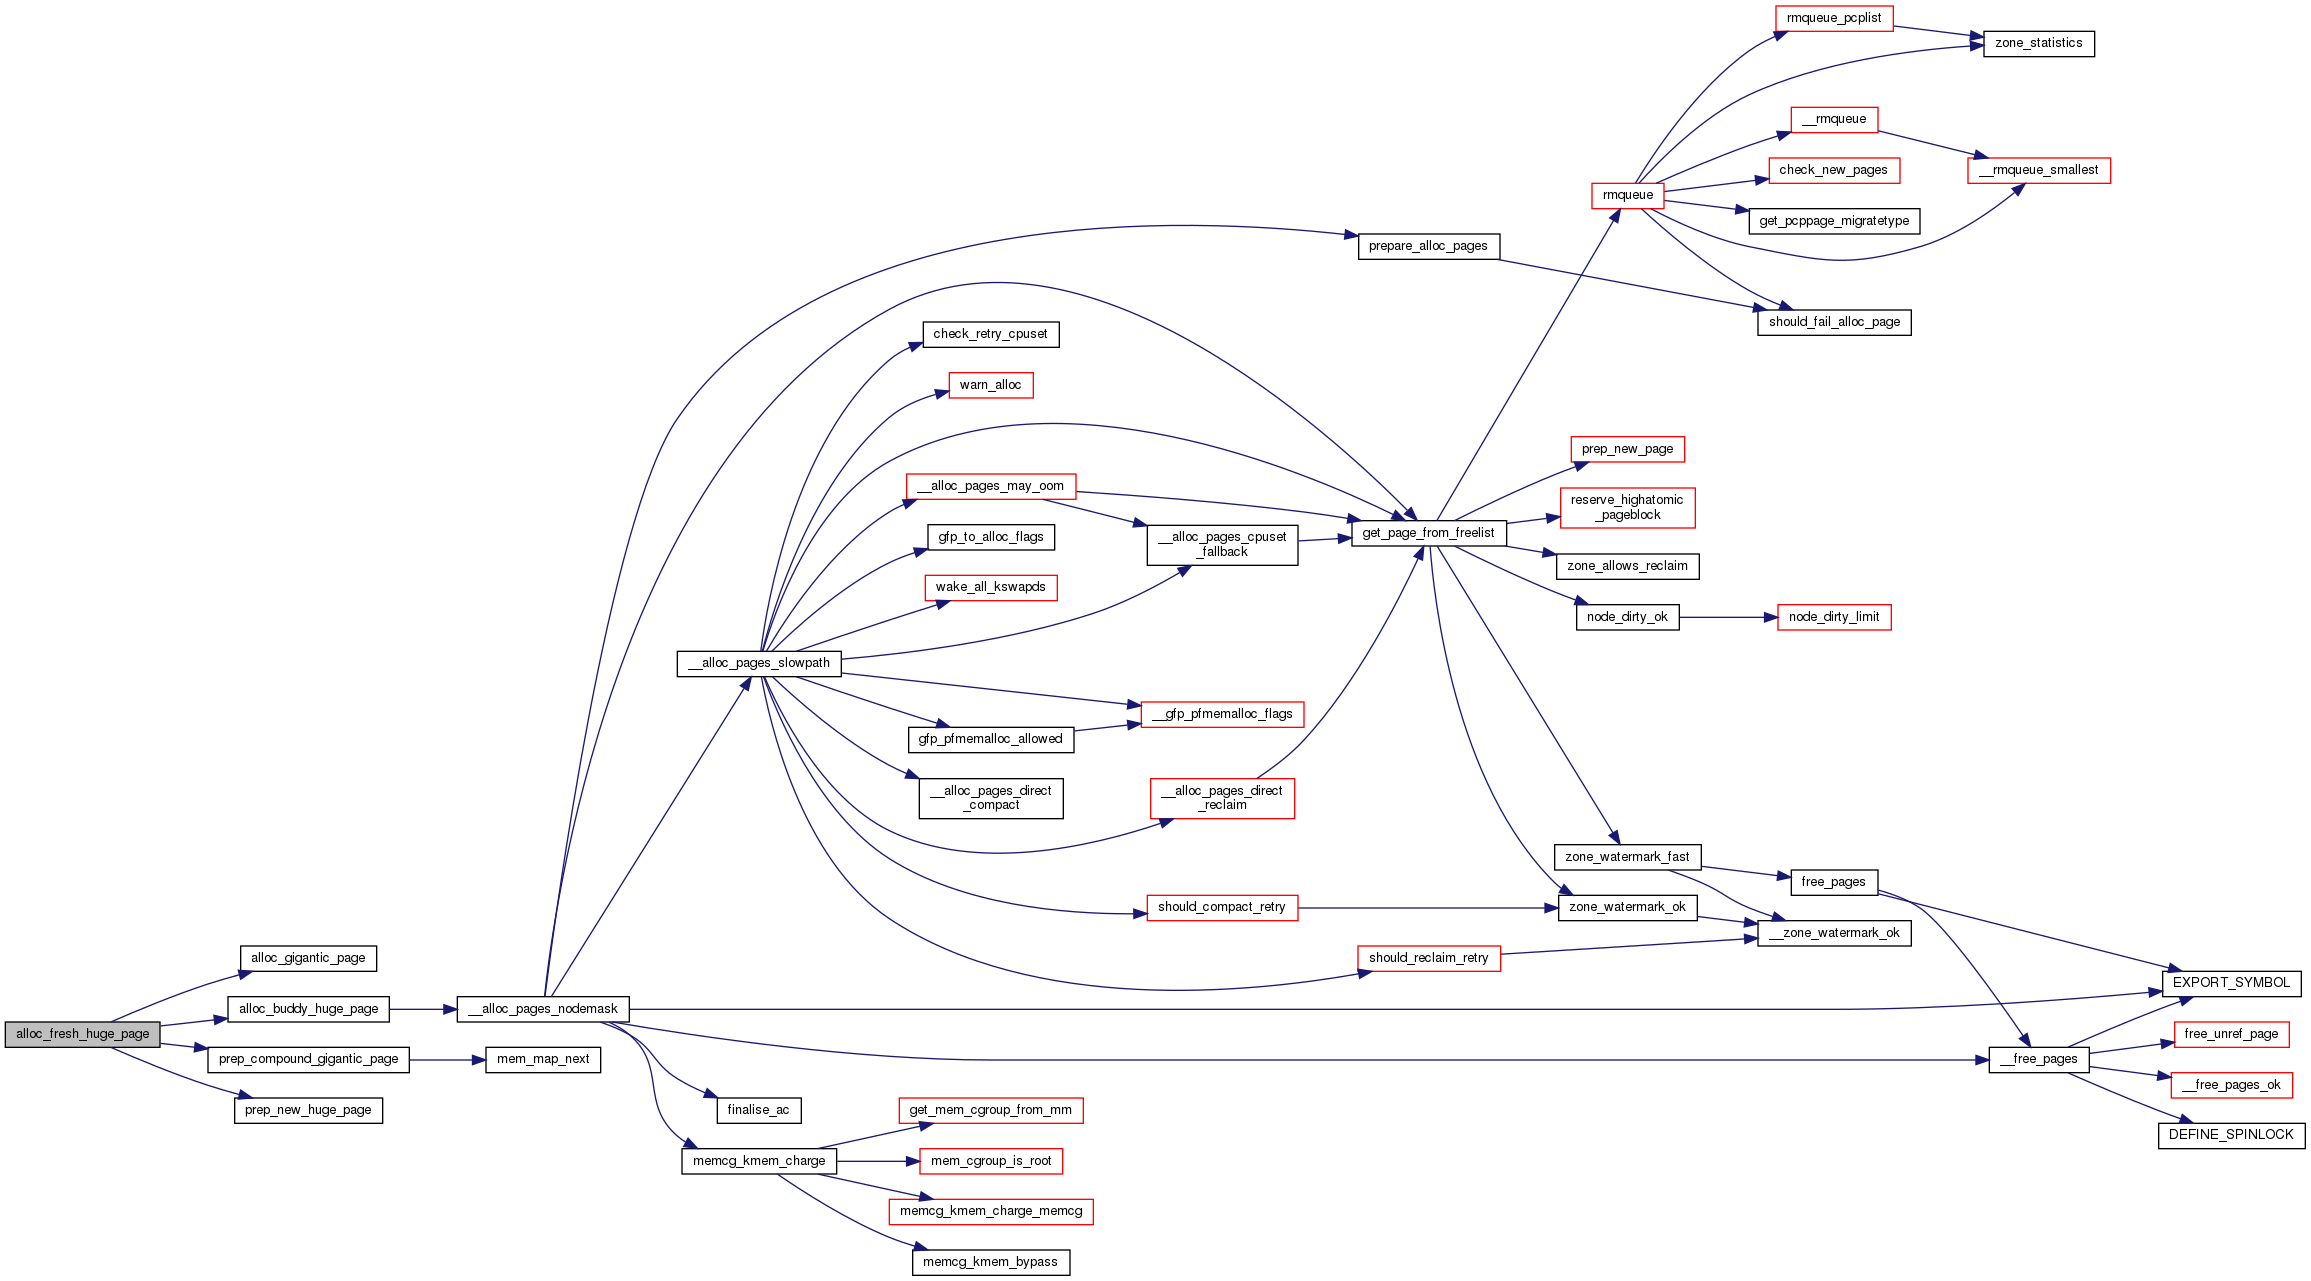 rmqueue_pcplist
zone_statistics
__rmqueue
check_new_pages
__rmqueue_smallest
rmqueue
get_pcppage_migratetype
prepare_alloc_pages
should_fail_alloc_page
check_retry_cpuset
warn_alloc
prep_new_page
__alloc_pages_may_oom
reserve_highatomic
_pageblock
gfp_to_alloc_flags
__alloc_pages_cpuset
_fallback
get_page_from_freelist
zone_allows_reclaim
wake_all_kswapds
node_dirty_ok
node_dirty_limit
__alloc_pages_slowpath
__gfp_pfmemalloc_flags
gfp_pfmemalloc_allowed
__alloc_pages_direct
_compact
__alloc_pages_direct
_reclaim
zone_watermark_fast
free_pages
should_compact_retry
zone_watermark_ok
__zone_watermark_ok
should_reclaim_retry
alloc_gigantic_page
EXPORT_SYMBOL
alloc_buddy_huge_page
__alloc_pages_nodemask
alloc_fresh_huge_page
free_unref_page
prep_compound_gigantic_page
mem_map_next
__free_pages
__free_pages_ok
prep_new_huge_page
finalise_ac
get_mem_cgroup_from_mm
DEFINE_SPINLOCK
memcg_kmem_charge
mem_cgroup_is_root
memcg_kmem_charge_memcg
memcg_kmem_bypass